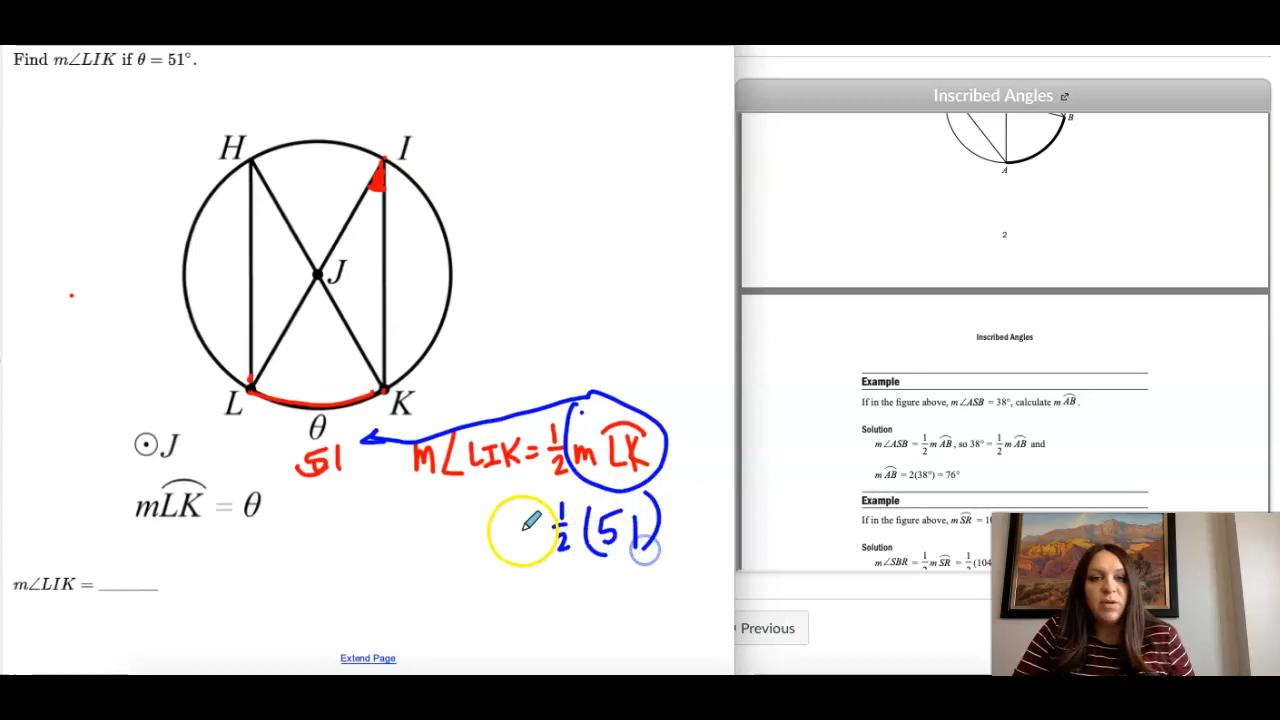 Find m∠LIK if θ = 51°.
H
I
J
L
K
θ
51
⊙J
m∠LIK = 1/2 m LK
mLK = θ
1/2 (51)
m∠LIK = ______
Extend Page
Inscribed Angles
B
A
2
Inscribed Angles
Example
If in the figure above, m∠ASB = 38°, calculate m AB.
Solution
m∠ASB = 1/2 m AB, so 38° = 1/2 m AB and
m AB = 2(38°) = 76°
Example
If in the figure above, m SR = 10
Solution
m∠SBR = 1/2 m SR = 1/2 (104
Previous